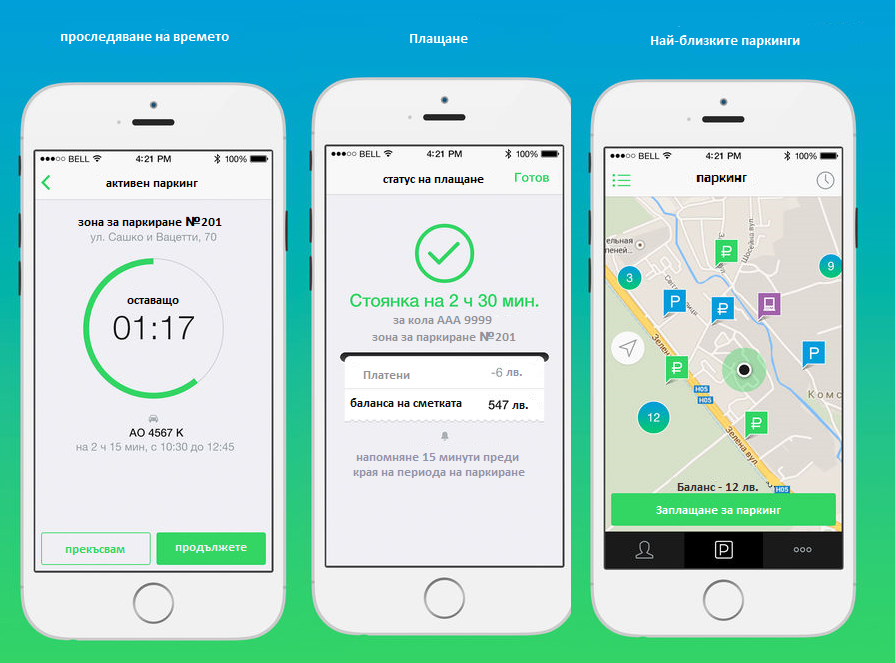 проследяване на времето
BELL 4:21 PM 100%
активен паркинг
зона за паркиране №201
ул. Сашко и Вацетти, 70
оставащо
01:17
АО 4567 К
на 2 ч 15 мин, с 10:30 до 12:45
прекъсвам
продължете
Плащане
BELL 4:21 PM 100%
статус на плащане
Готов
Стоянка на 2 ч 30 мин.
за кола ААА 9999
зона за паркиране №201
Платени -6 лв.
баланса на сметката 547 лв.
напомняне 15 минути преди
края на периода на паркиране
Най-близките паркинги
BELL 4:21 PM 100%
паркинг
ельная
3
9
P
₽
₽
₽
P
Зелен
H05
H05
Комс
12
₽
Зелена вул.
H05
Баланс - 12 лв.
Заплащане за паркинг
P